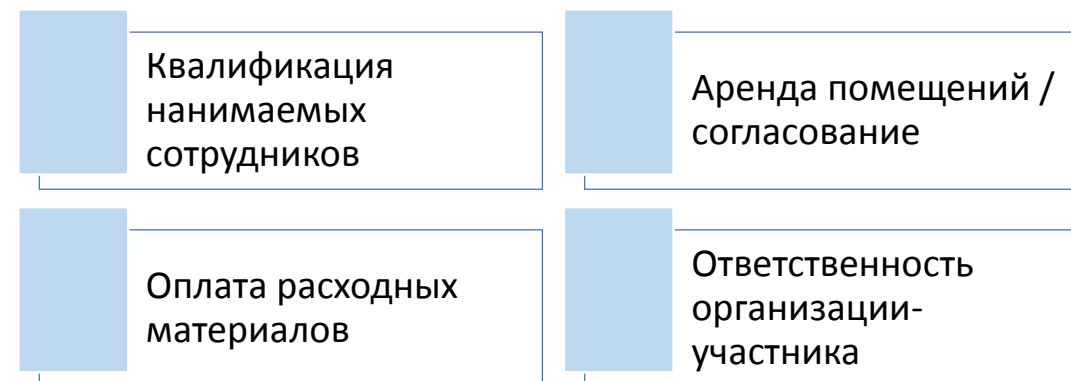 Квалификация
нанимаемых
сотрудников
Аренда помещений /
согласование
Оплата расходных
материалов
Ответственность
организации-
участника